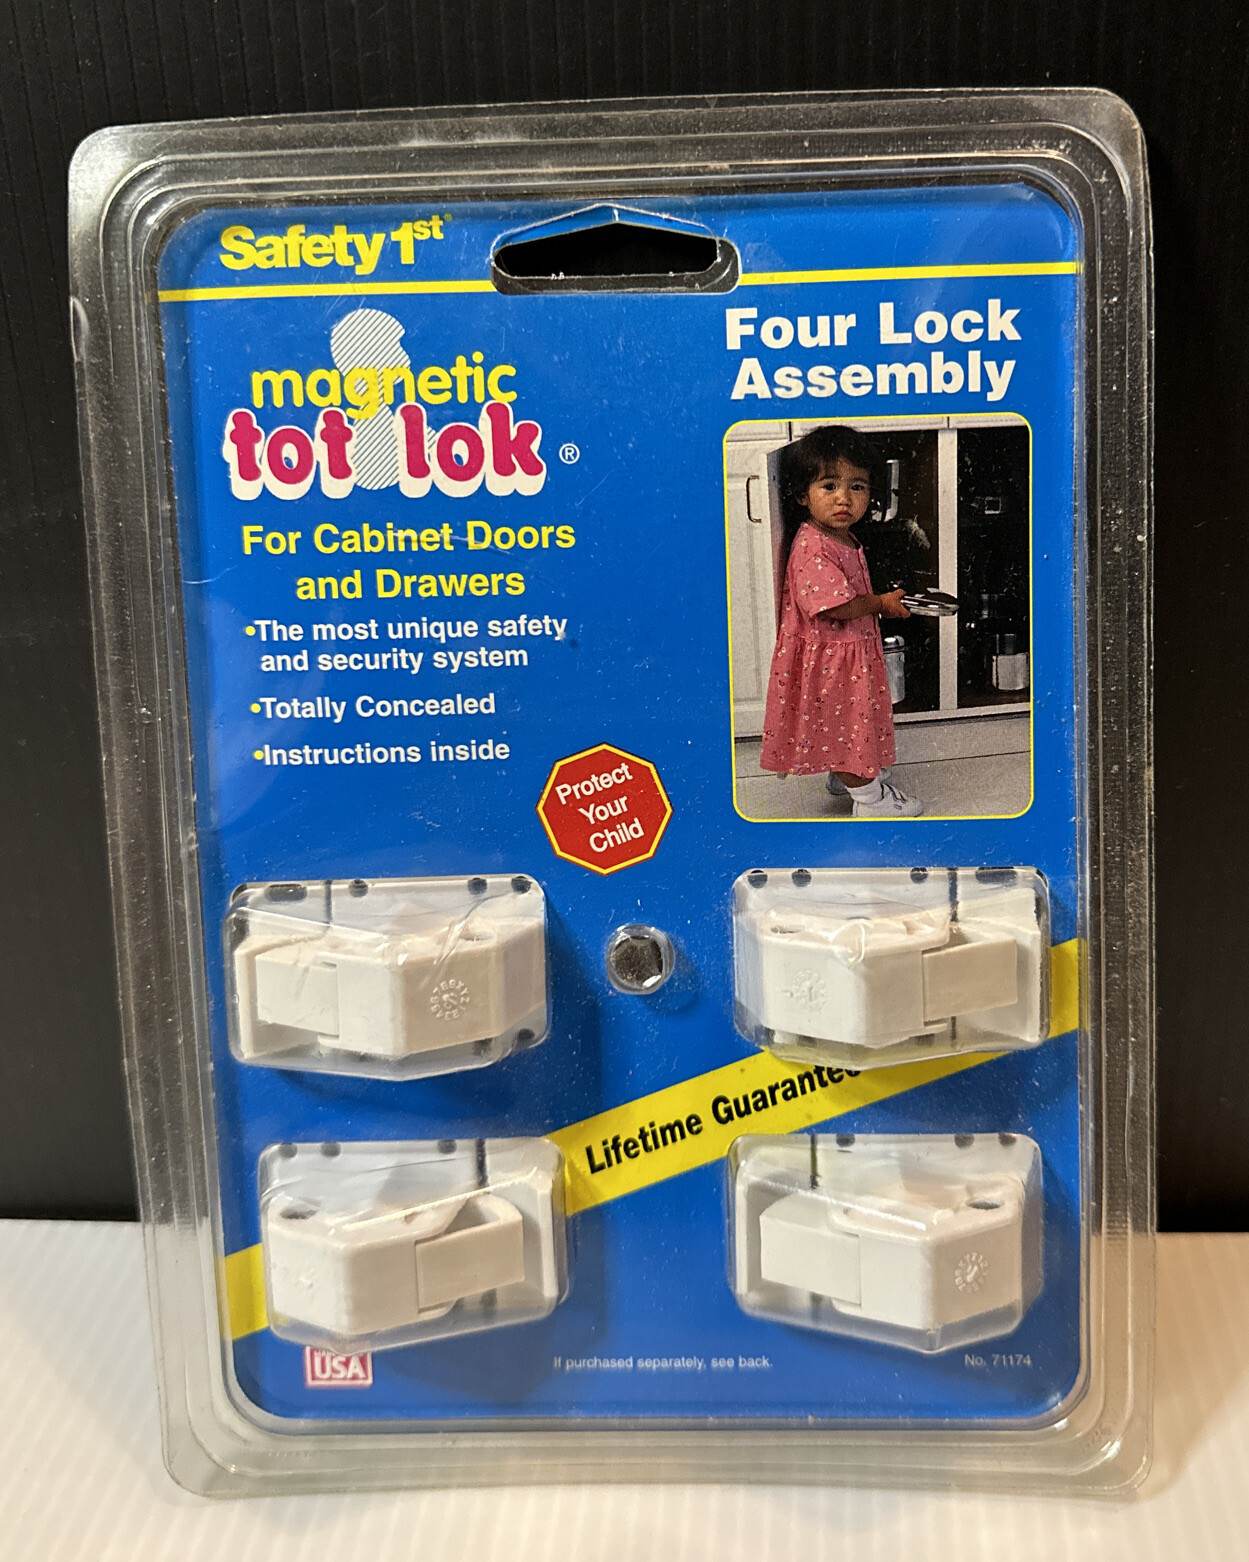 Safety 1st®
Four Lock
Assembly
magnetic
tot lok®
For Cabinet Doors
and Drawers
•The most unique safety
and security system
•Totally Concealed
•Instructions inside
Protect
Your
Child
Lifetime Guarantee
USA
If purchased separately, see back.
No. 71174